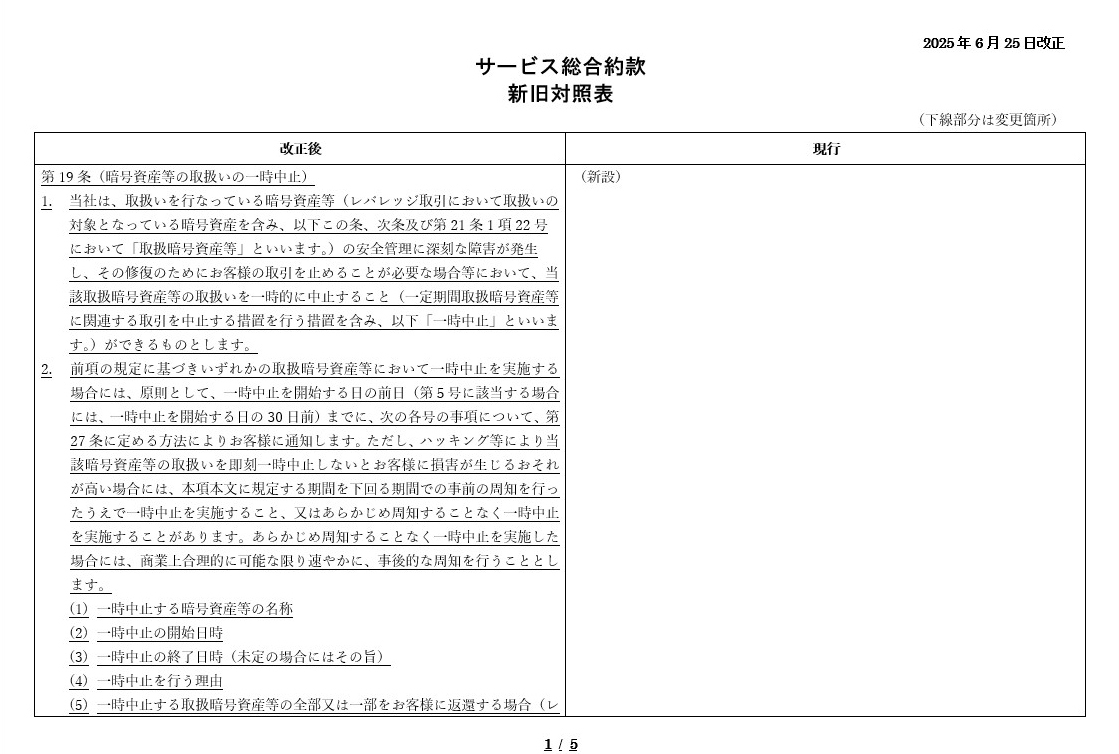 2025年6月25日改正
サービス総合約款
新旧対照表
（下線部分は変更箇所）
改正後
現行
第19条（暗号資産等の取扱いの一時中止）
（新設）
1. 当社は、取扱いを行なっている暗号資産等（レバレッジ取引において取扱いの
対象となっている暗号資産を含み、以下この条、次条及び第21条1項22号
において「取扱暗号資産等」といいます。）の安全管理に深刻な障害が発生
し、その修復のためにお客様の取引を止めることが必要な場合等において、当
該取扱暗号資産等の取扱いを一時的に中止すること（一定期間取扱暗号資産等
に関連する取引を中止する措置を行う措置を含み、以下「一時中止」といいま
す。）ができるものとします。
2. 前項の規定に基づきいずれかの取扱暗号資産等において一時中止を実施する
場合には、原則として、一時中止を開始する日の前日（第5号に該当する場合
には、一時中止を開始する日の30日前）までに、次の各号の事項について、第
27条に定める方法によりお客様に通知します。ただし、ハッキング等により当
該暗号資産等の取扱いを即刻一時中止しないとお客様に損害が生じるおそれ
が高い場合には、本項本文に規定する期間を下回る期間での事前の周知を行っ
たうえで一時中止を実施すること、又はあらかじめ周知することなく一時中止
を実施することがあります。あらかじめ周知することなく一時中止を実施した
場合には、商業上合理的に可能な限り速やかに、事後的な周知を行うこととし
ます。
(1) 一時中止する暗号資産等の名称
(2) 一時中止の開始日時
(3) 一時中止の終了日時（未定の場合にはその旨）
(4) 一時中止を行う理由
(5) 一時中止する取扱暗号資産等の全部又は一部をお客様に返還する場合（レ
1 / 5